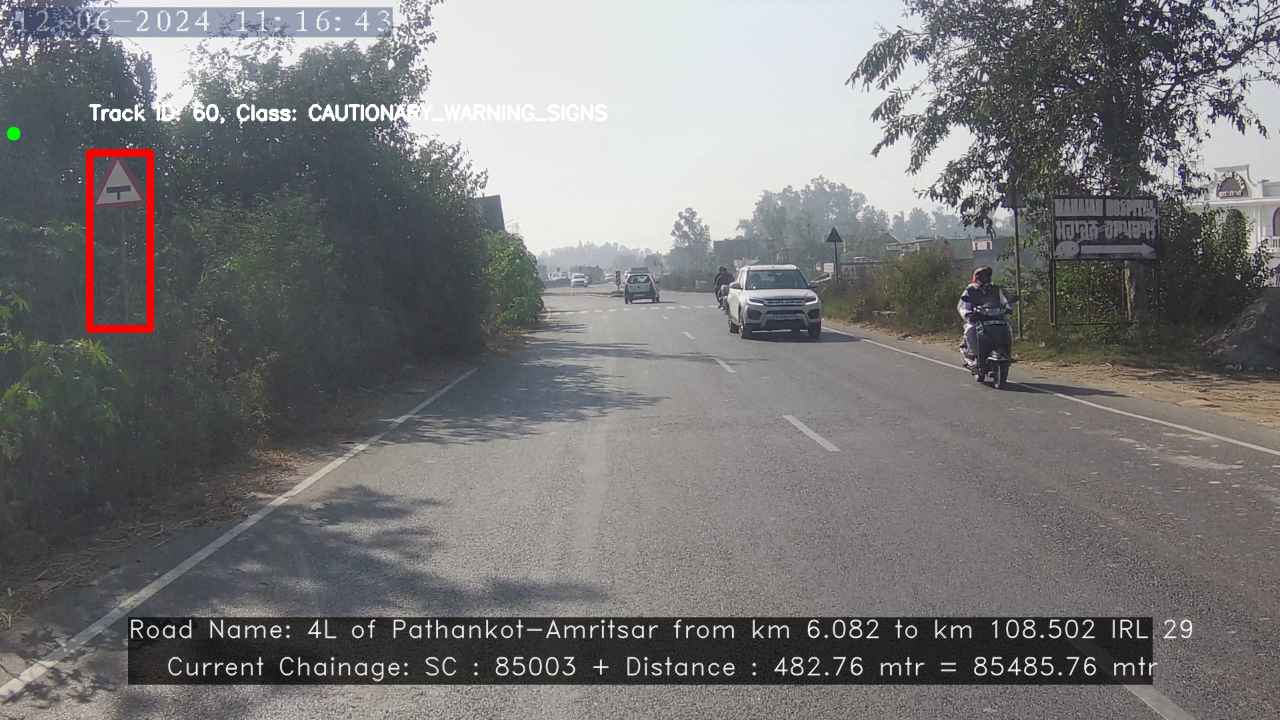 12-06-2024 11:16:43
Track ID: 60, Class: CAUTIONARY_WARNING_SIGNS
Road Name: 4L of Pathankot-Amritsar from km 6.082 to km 108.502 IRL 29
Current Chainage: SC : 85003 + Distance : 482.76 mtr = 85485.76 mtr